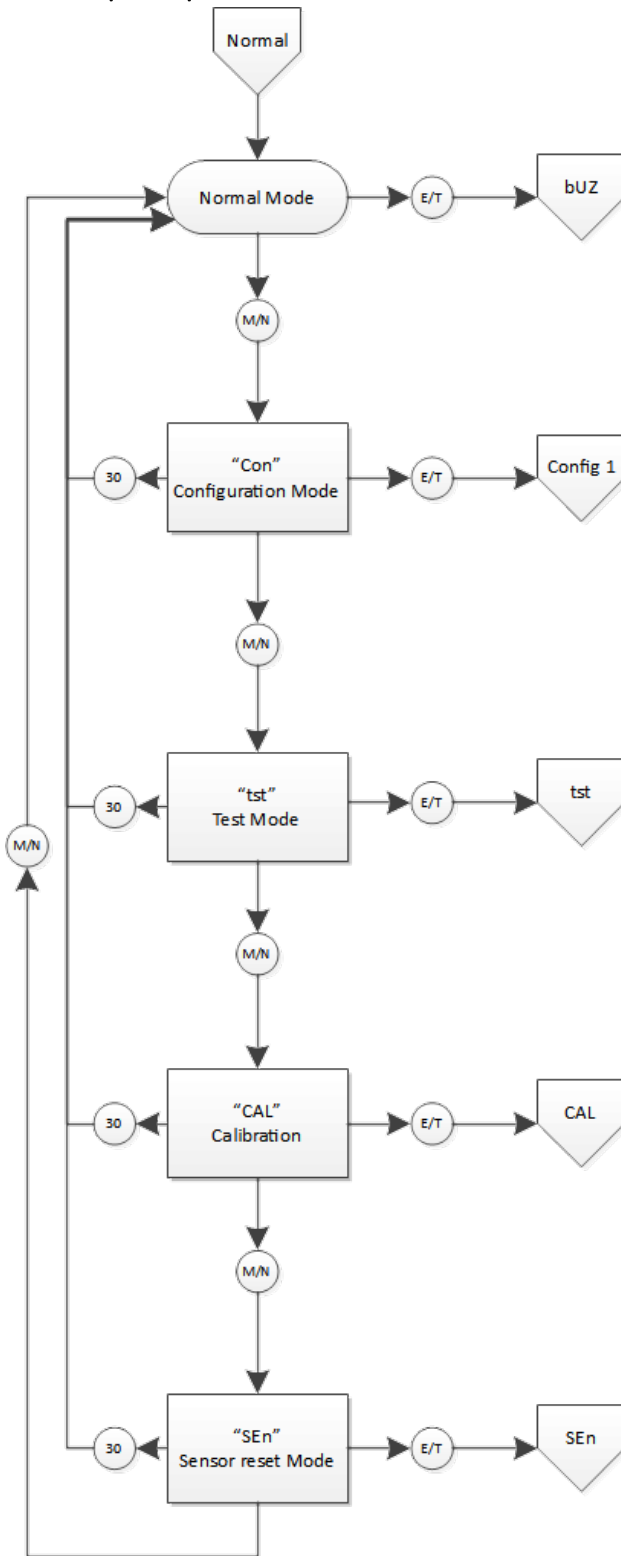 Normal
Normal Mode
E/T
bUZ
M/N
30
“Con”
Configuration Mode
E/T
Config 1
M/N
30
“tst”
Test Mode
E/T
tst
M/N
M/N
30
“CAL”
Calibration
E/T
CAL
M/N
30
“SEn”
Sensor reset Mode
E/T
SEn